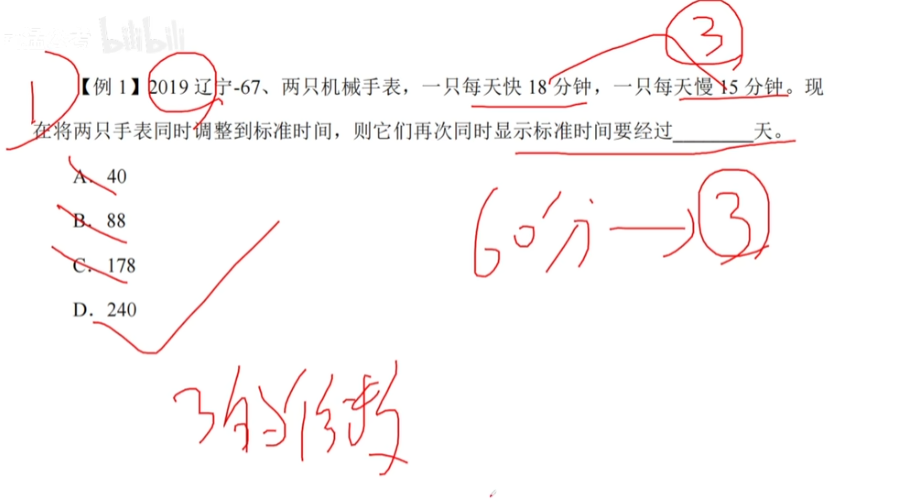 bilibili
3
D
【例 1】2019 辽宁-67、两只机械手表，一只每天快 18 分钟，一只每天慢 15 分钟。现
在将两只手表同时调整到标准时间，则它们再次同时显示标准时间要经过________天。
A．40
B．88
C．178
D．240
60分→3
3的倍数